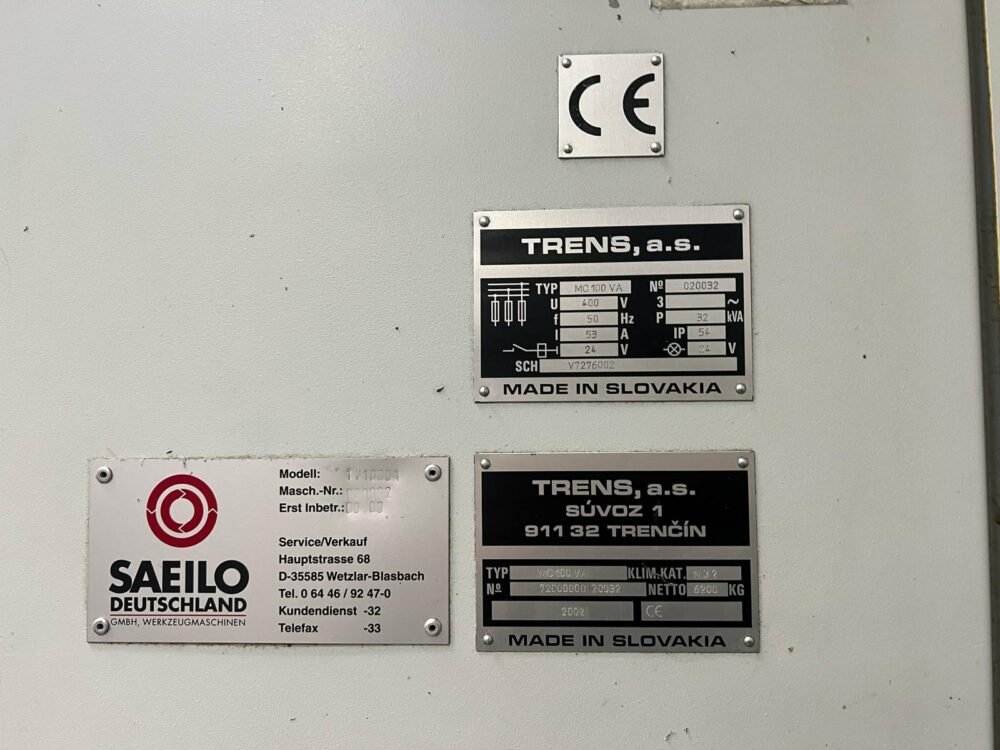 CE
TRENS, a.s.
TYP MC 100 VA Nº 020032
U 400 V 3 ~
f 50 Hz P 32 kVA
I 53 A IP 54
24 V 24 V
SCH V7276002
MADE IN SLOVAKIA
SAEILO
DEUTSCHLAND
GMBH, WERKZEUGMASCHINEN
Modell:
Masch.-Nr.:
Erst Inbetr.:
Service/Verkauf
Hauptstrasse 68
D-35585 Wetzlar-Blasbach
Tel. 0 64 46 / 92 47-0
Kundendienst -32
Telefax -33
TRENS, a.s.
SÚVOZ 1
911 32 TRENČÍN
TYP MC 100 VA KLIM.KAT.
Nº 72000000 20032 NETTO 6200 KG
2002 CE
MADE IN SLOVAKIA